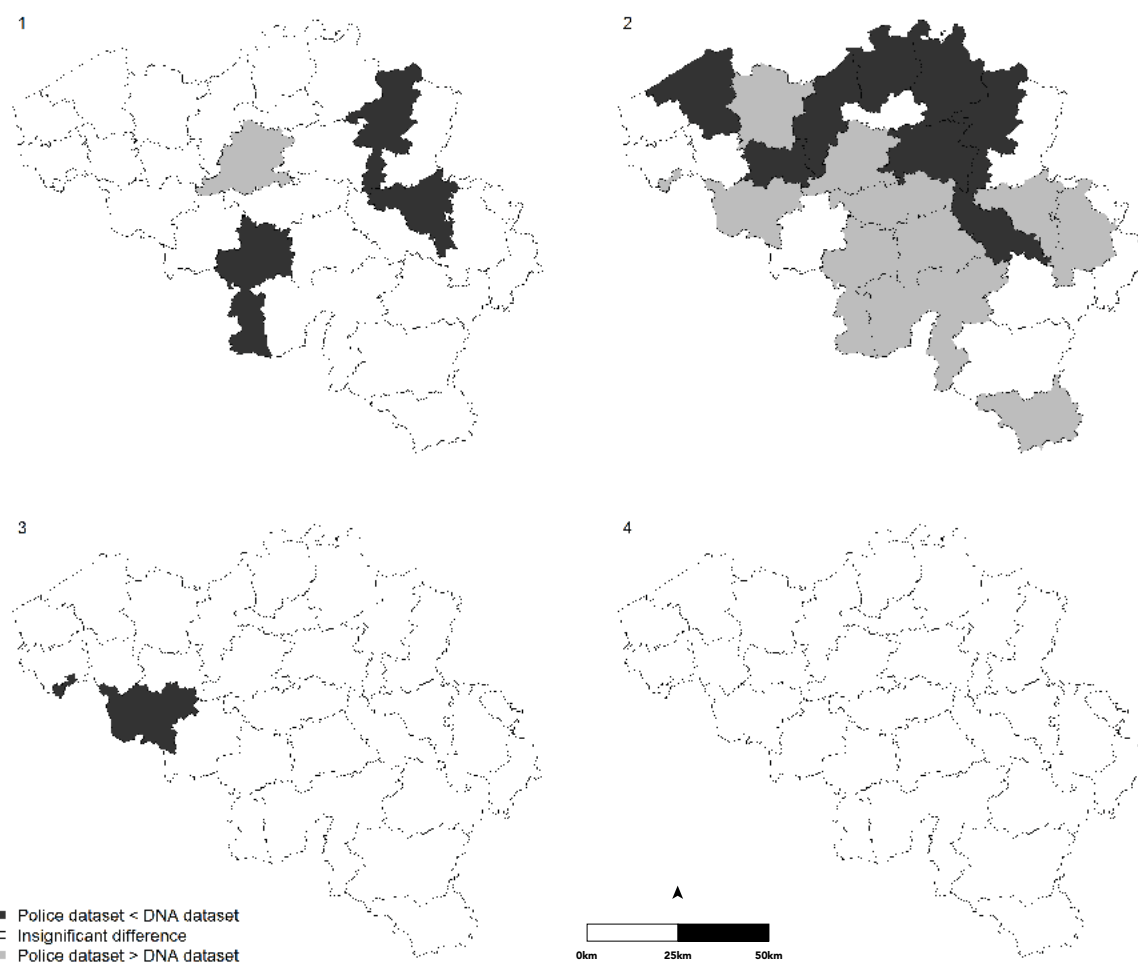 1
2
3
4
Police dataset < DNA dataset
Insignificant difference
Police dataset > DNA dataset
0km 25km 50km